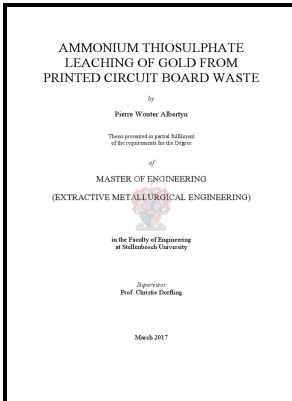 AMMONIUM THIOSULPHATE
LEACHING OF GOLD FROM
PRINTED CIRCUIT BOARD WASTE
by
Pierre Wouter Albertyn
Thesis presented in partial fulfilment
of the requirements for the Degree
of
MASTER OF ENGINEERING
(EXTRACTIVE METALLURGICAL ENGINEERING)
in the Faculty of Engineering
at Stellenbosch University
Supervisor
Prof. Christie Dorfling
March 2017